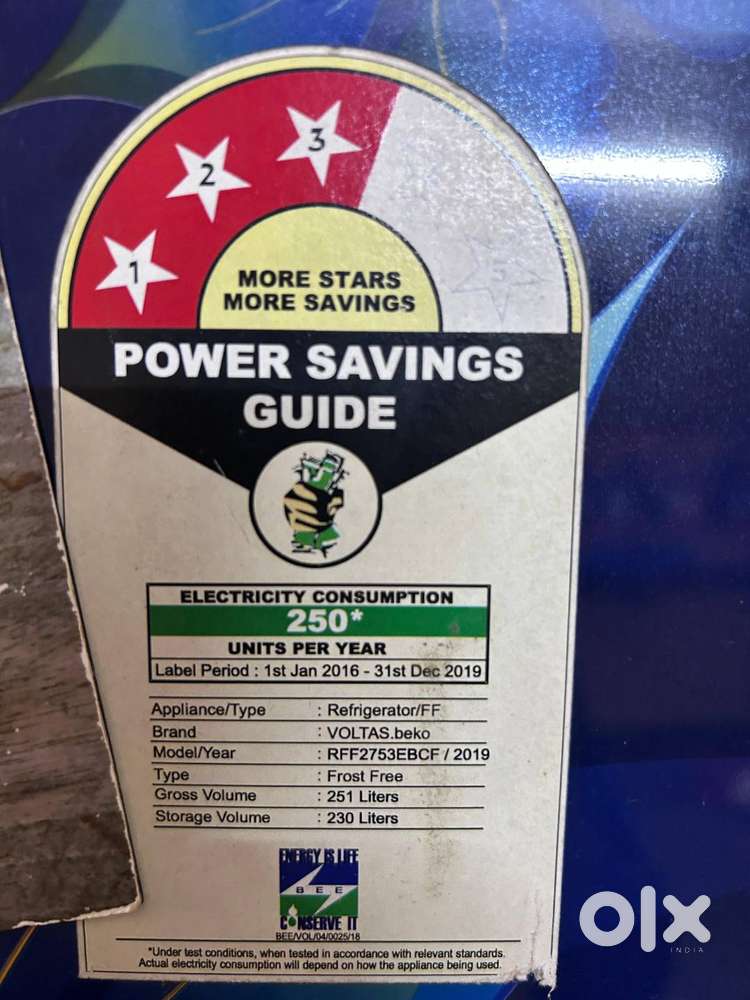 1
2
3
5
MORE STARS
MORE SAVINGS
POWER SAVINGS
GUIDE
ELECTRICITY CONSUMPTION
250*
UNITS PER YEAR
Label Period : 1st Jan 2016 - 31st Dec 2019
Appliance/Type : Refrigerator/FF
Brand : VOLTAS.beko
Model/Year : RFF2753EBCF / 2019
Type : Frost Free
Gross Volume : 251 Liters
Storage Volume : 230 Liters
ENERGY IS LIFE
BEE
CONSERVE IT
BEE/VOL/04/0025/18
*Under test conditions, when tested in accordance with relevant standards.
Actual electricity consumption will depend on how the appliance being used.
olx
INDIA